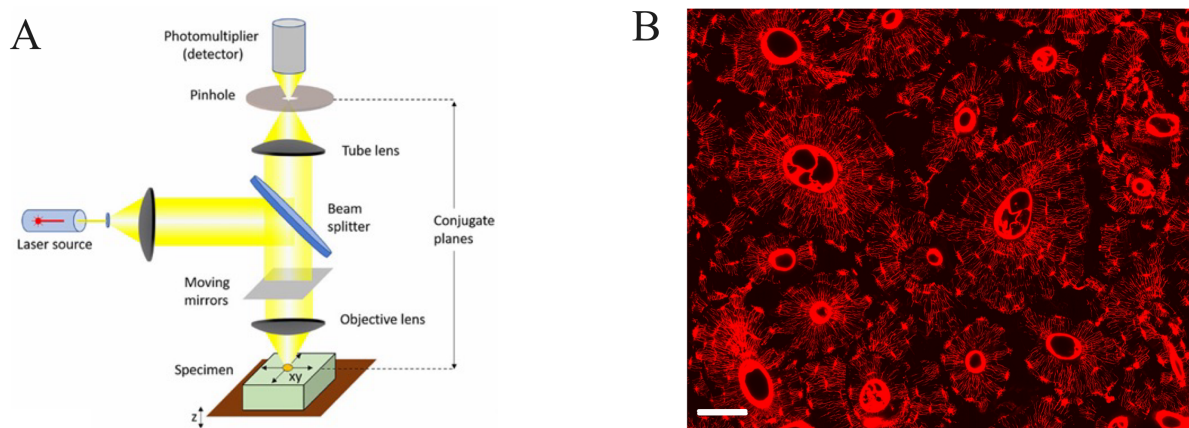 A
Photomultiplier
(detector)
Pinhole
Tube lens
Beam
splitter
Laser source
Conjugate
planes
Moving
mirrors
Objective lens
Specimen
xy
z
B